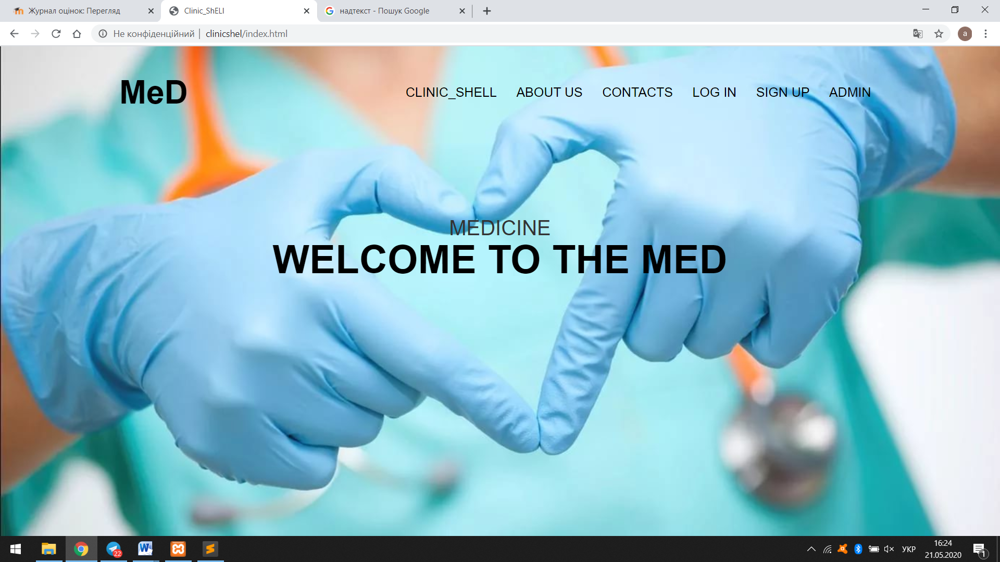 Журнал оцінок: Перегляд
Clinic_ShELl
надтекст - Пошук Google
Не конфіденційний
clinicshel/index.html
a
MeD
CLINIC_SHELL ABOUT US CONTACTS LOG IN SIGN UP ADMIN
MEDICINE
WELCOME TO THE MED
22
УКР
16:24
21.05.2020
1